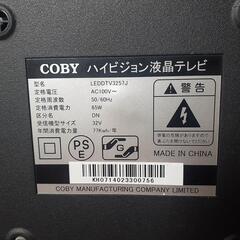 COBY ハイビジョン液晶テレビ
型名 LEDDTV3257J
定格電圧 AC100V～
定格周波数 50/60Hz
定格消費電力 65W
区分名 DN
受信機型サイズ 32V
年間消費電力量 77Kwh/年
警告
PS
E
MADE IN CHINA
COBY MANUFACTURING COMPANY LIMITED
KH0714023300756